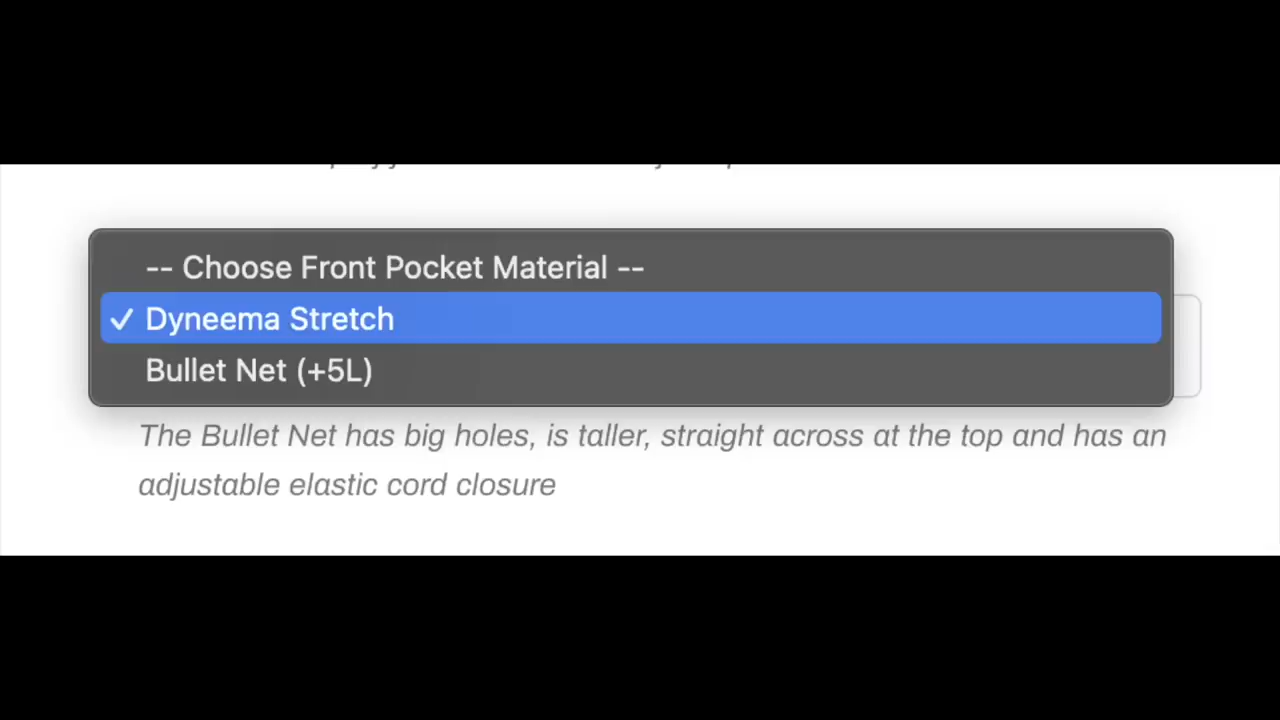 -- Choose Front Pocket Material --
✓ Dyneema Stretch
Bullet Net (+5L)
The Bullet Net has big holes, is taller, straight across at the top and has an
adjustable elastic cord closure